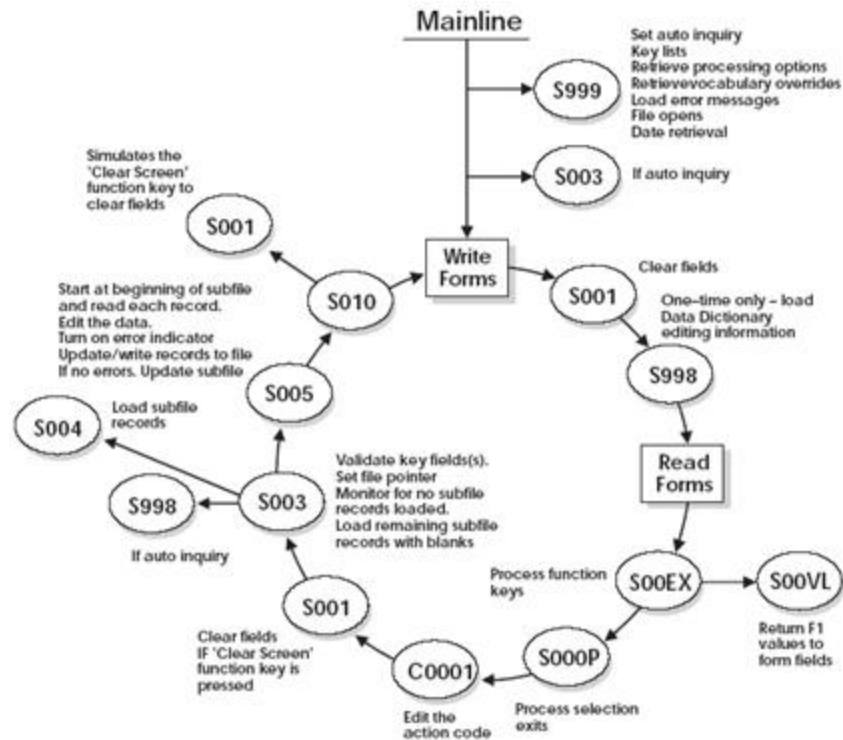 Mainline
S999
Set auto inquiry
Key lists
Retrieve processing options
Retrievevocabulary overrides
Load error messages
File opens
Date retrieval
S003
If auto inquiry
Write
Forms
S001
Clear fields
One-time only – load
Data Dictionary
editing information
S998
Read
Forms
S00EX
Process function
keys
S00VL
Return F1
values to
form fields
S000P
Process selection
exits
C0001
Edit the
action code
S001
Clear fields
IF 'Clear Screen'
function key is
pressed
S003
Validate key fields(s).
Set file pointer
Monitor for no subfile
records loaded.
Load remaining subfile
records with blanks
S998
If auto inquiry
S004
Load subfile
records
S005
Start at beginning of subfile
and read each record.
Edit the data.
Turn on error indicator
Update/write records to file
If no errors. Update subfile
S010
S001
Simulates the
'Clear Screen'
function key to
clear fields